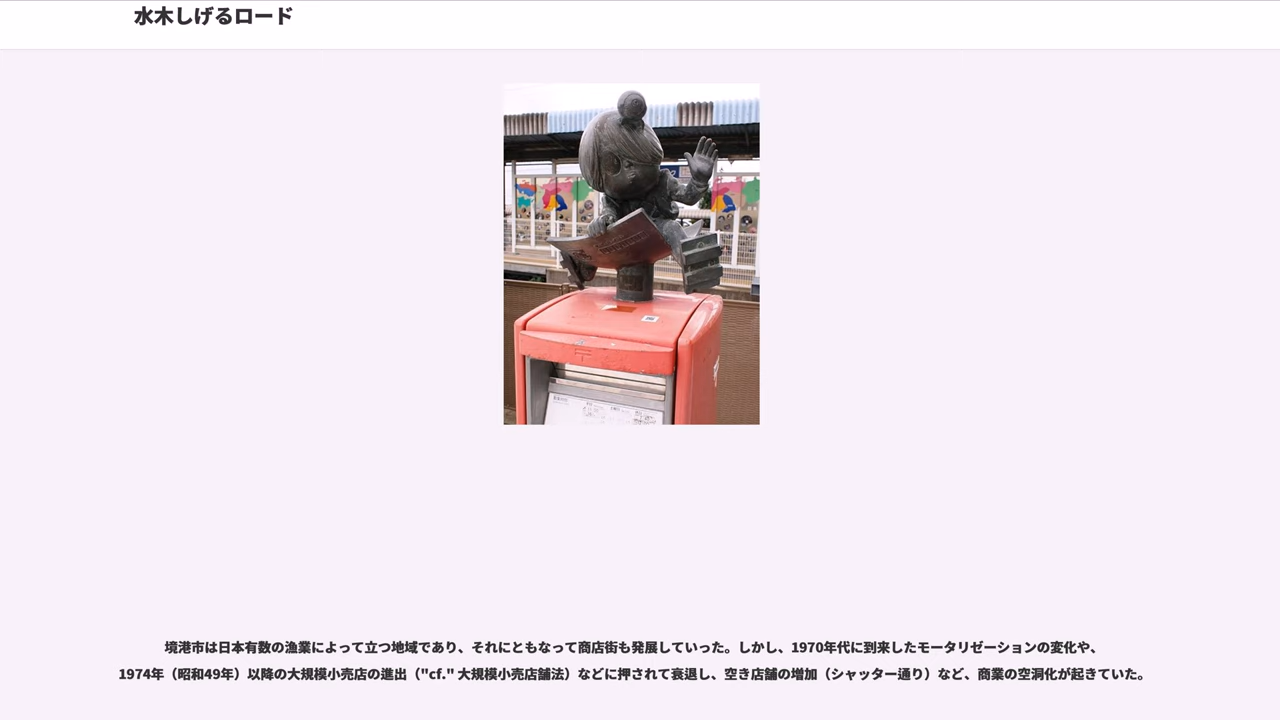 水木しげるロード
境港市は日本有数の漁業によって立つ地域であり、それにともなって商店街も発展していった。しかし、1970年代に到来したモータリゼーションの変化や、
1974年（昭和49年）以降の大規模小売店の進出（"cf." 大規模小売店舗法）などに押されて衰退し、空き店舗の増加（シャッター通り）など、商業の空洞化が起きていた。